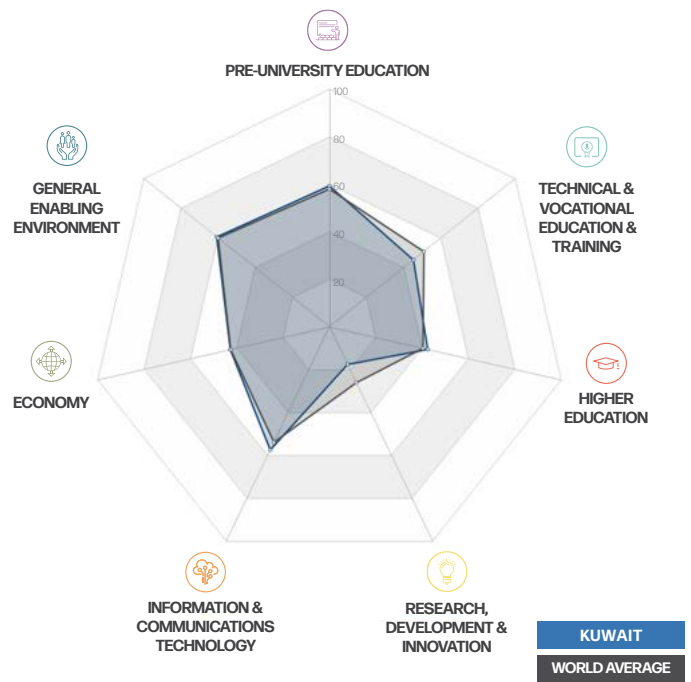 PRE-UNIVERSITY EDUCATION
100
80
60
40
20
GENERAL
ENABLING
ENVIRONMENT
TECHNICAL &
VOCATIONAL
EDUCATION &
TRAINING
ECONOMY
HIGHER
EDUCATION
INFORMATION &
COMMUNICATIONS
TECHNOLOGY
RESEARCH,
DEVELOPMENT &
INNOVATION
KUWAIT
WORLD AVERAGE